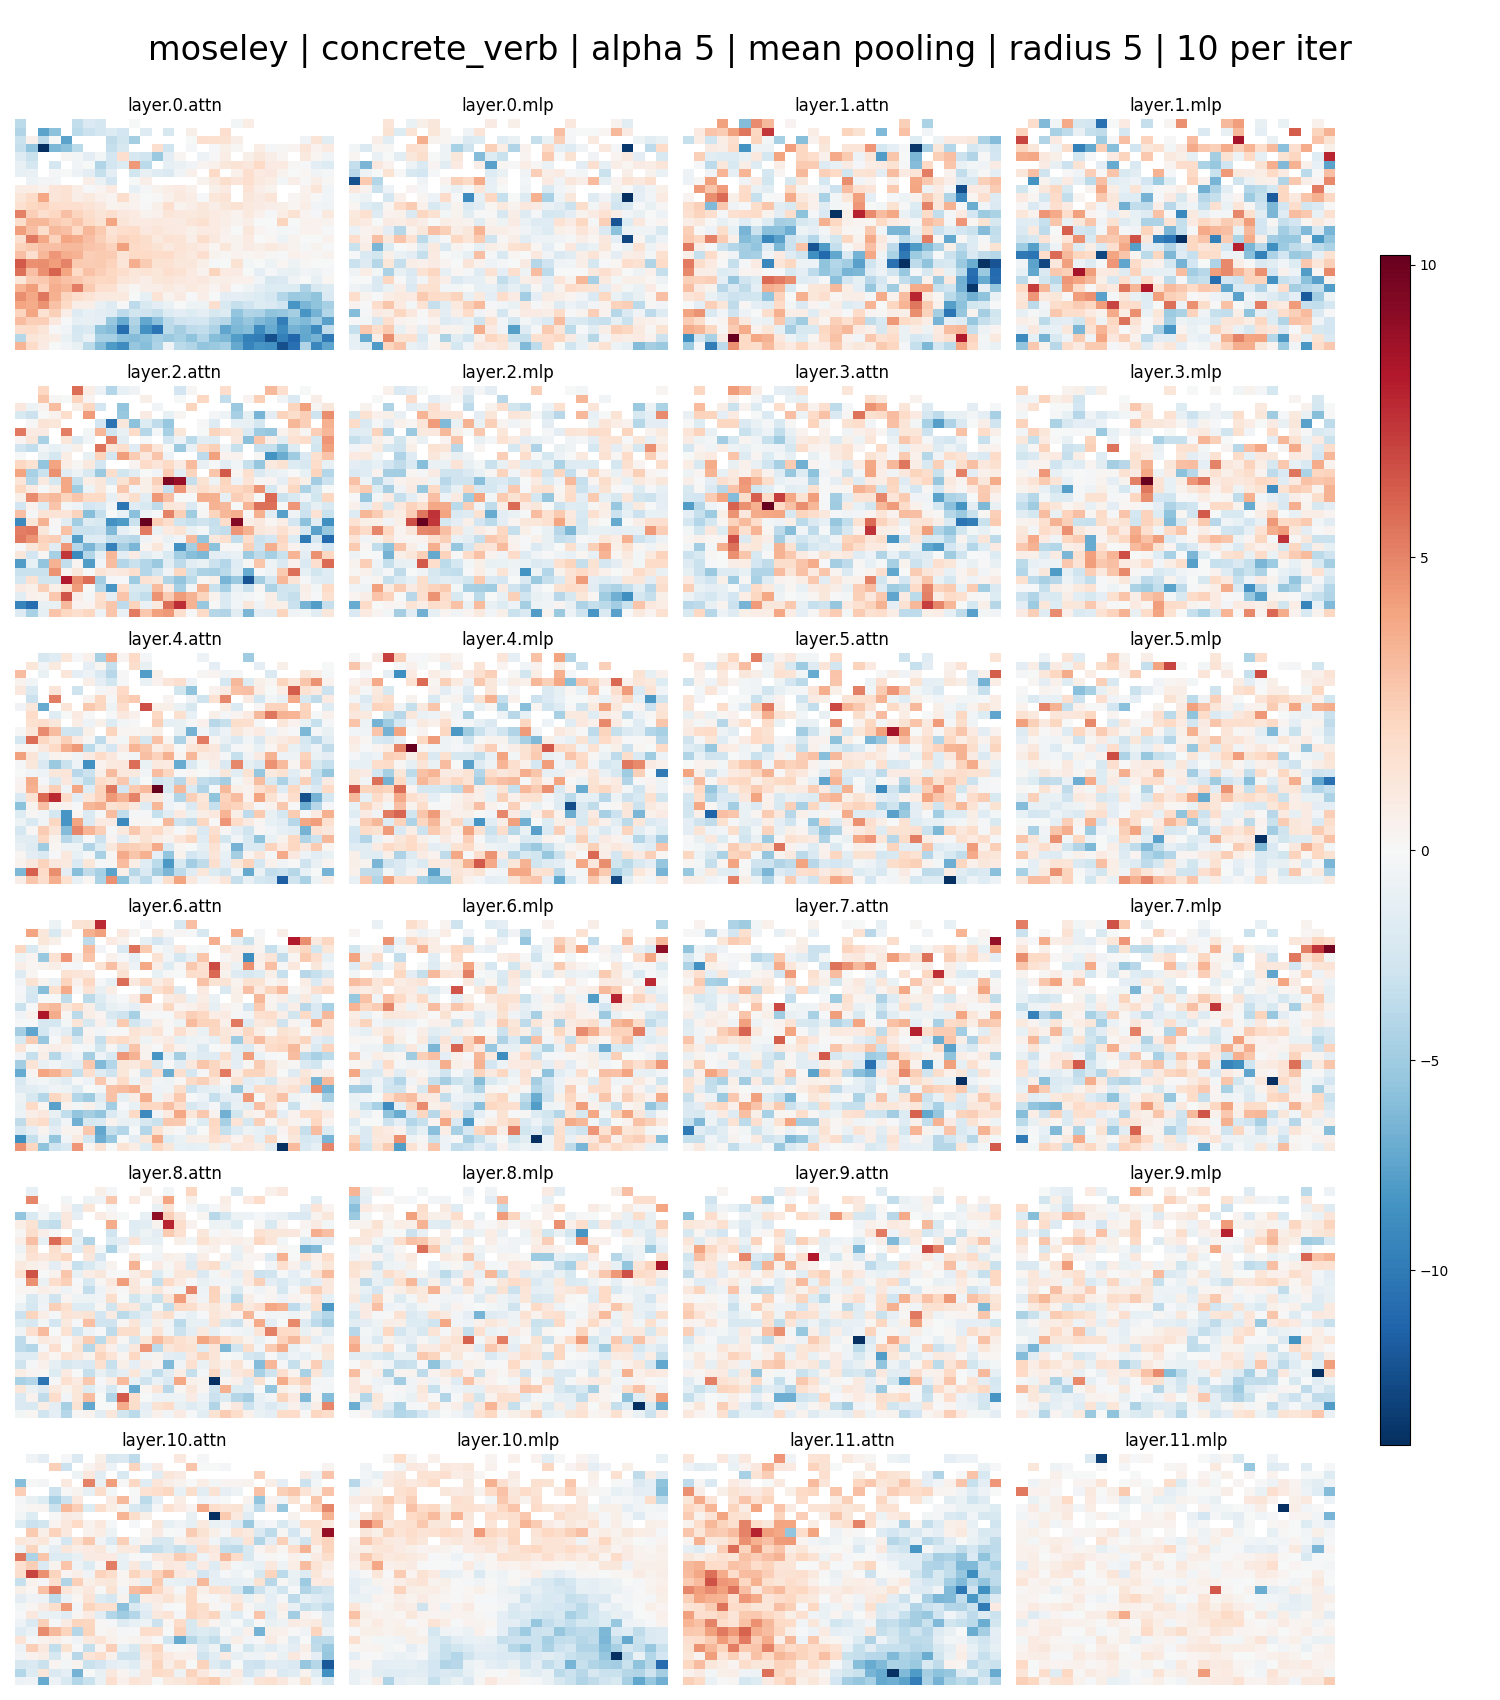 moseley | concrete_verb | alpha 5 | mean pooling | radius 5 | 10 per iter
layer.0.attn
layer.0.mlp
layer.1.attn
layer.1.mlp
layer.2.attn
layer.2.mlp
layer.3.attn
layer.3.mlp
layer.4.attn
layer.4.mlp
layer.5.attn
layer.5.mlp
layer.6.attn
layer.6.mlp
layer.7.attn
layer.7.mlp
layer.8.attn
layer.8.mlp
layer.9.attn
layer.9.mlp
layer.10.attn
layer.10.mlp
layer.11.attn
layer.11.mlp
10
5
0
−5
−10